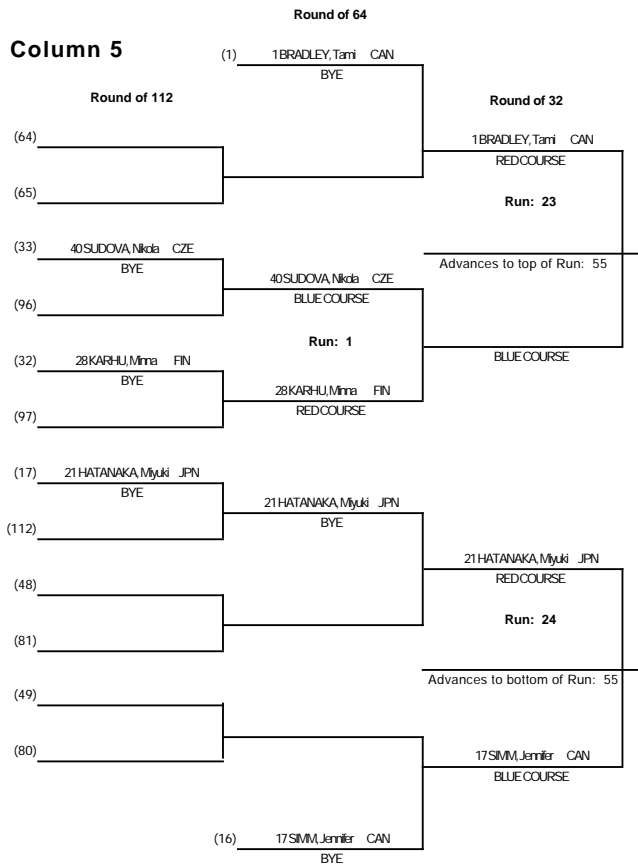 Round of 64
Column 5
(1) 1 BRADLEY, Tami CAN
BYE
Round of 112
Round of 32
(64)
1 BRADLEY, Tami CAN
RED COURSE
(65)
Run: 23
(33) 40 SUDOVA, Nikola CZE
BYE
Advances to top of Run: 55
40 SUDOVA, Nikola CZE
BLUE COURSE
(96)
Run: 1
BLUE COURSE
(32) 28 KARHU, Minna FIN
BYE
28 KARHU, Minna FIN
RED COURSE
(97)
(17) 21 HATANAKA, Miyuki JPN
BYE
21 HATANAKA, Miyuki JPN
BYE
(112)
21 HATANAKA, Miyuki JPN
RED COURSE
(48)
Run: 24
(81)
Advances to bottom of Run: 55
(49)
(80)
17 SIMM, Jennifer CAN
BLUE COURSE
(16) 17 SIMM, Jennifer CAN
BYE